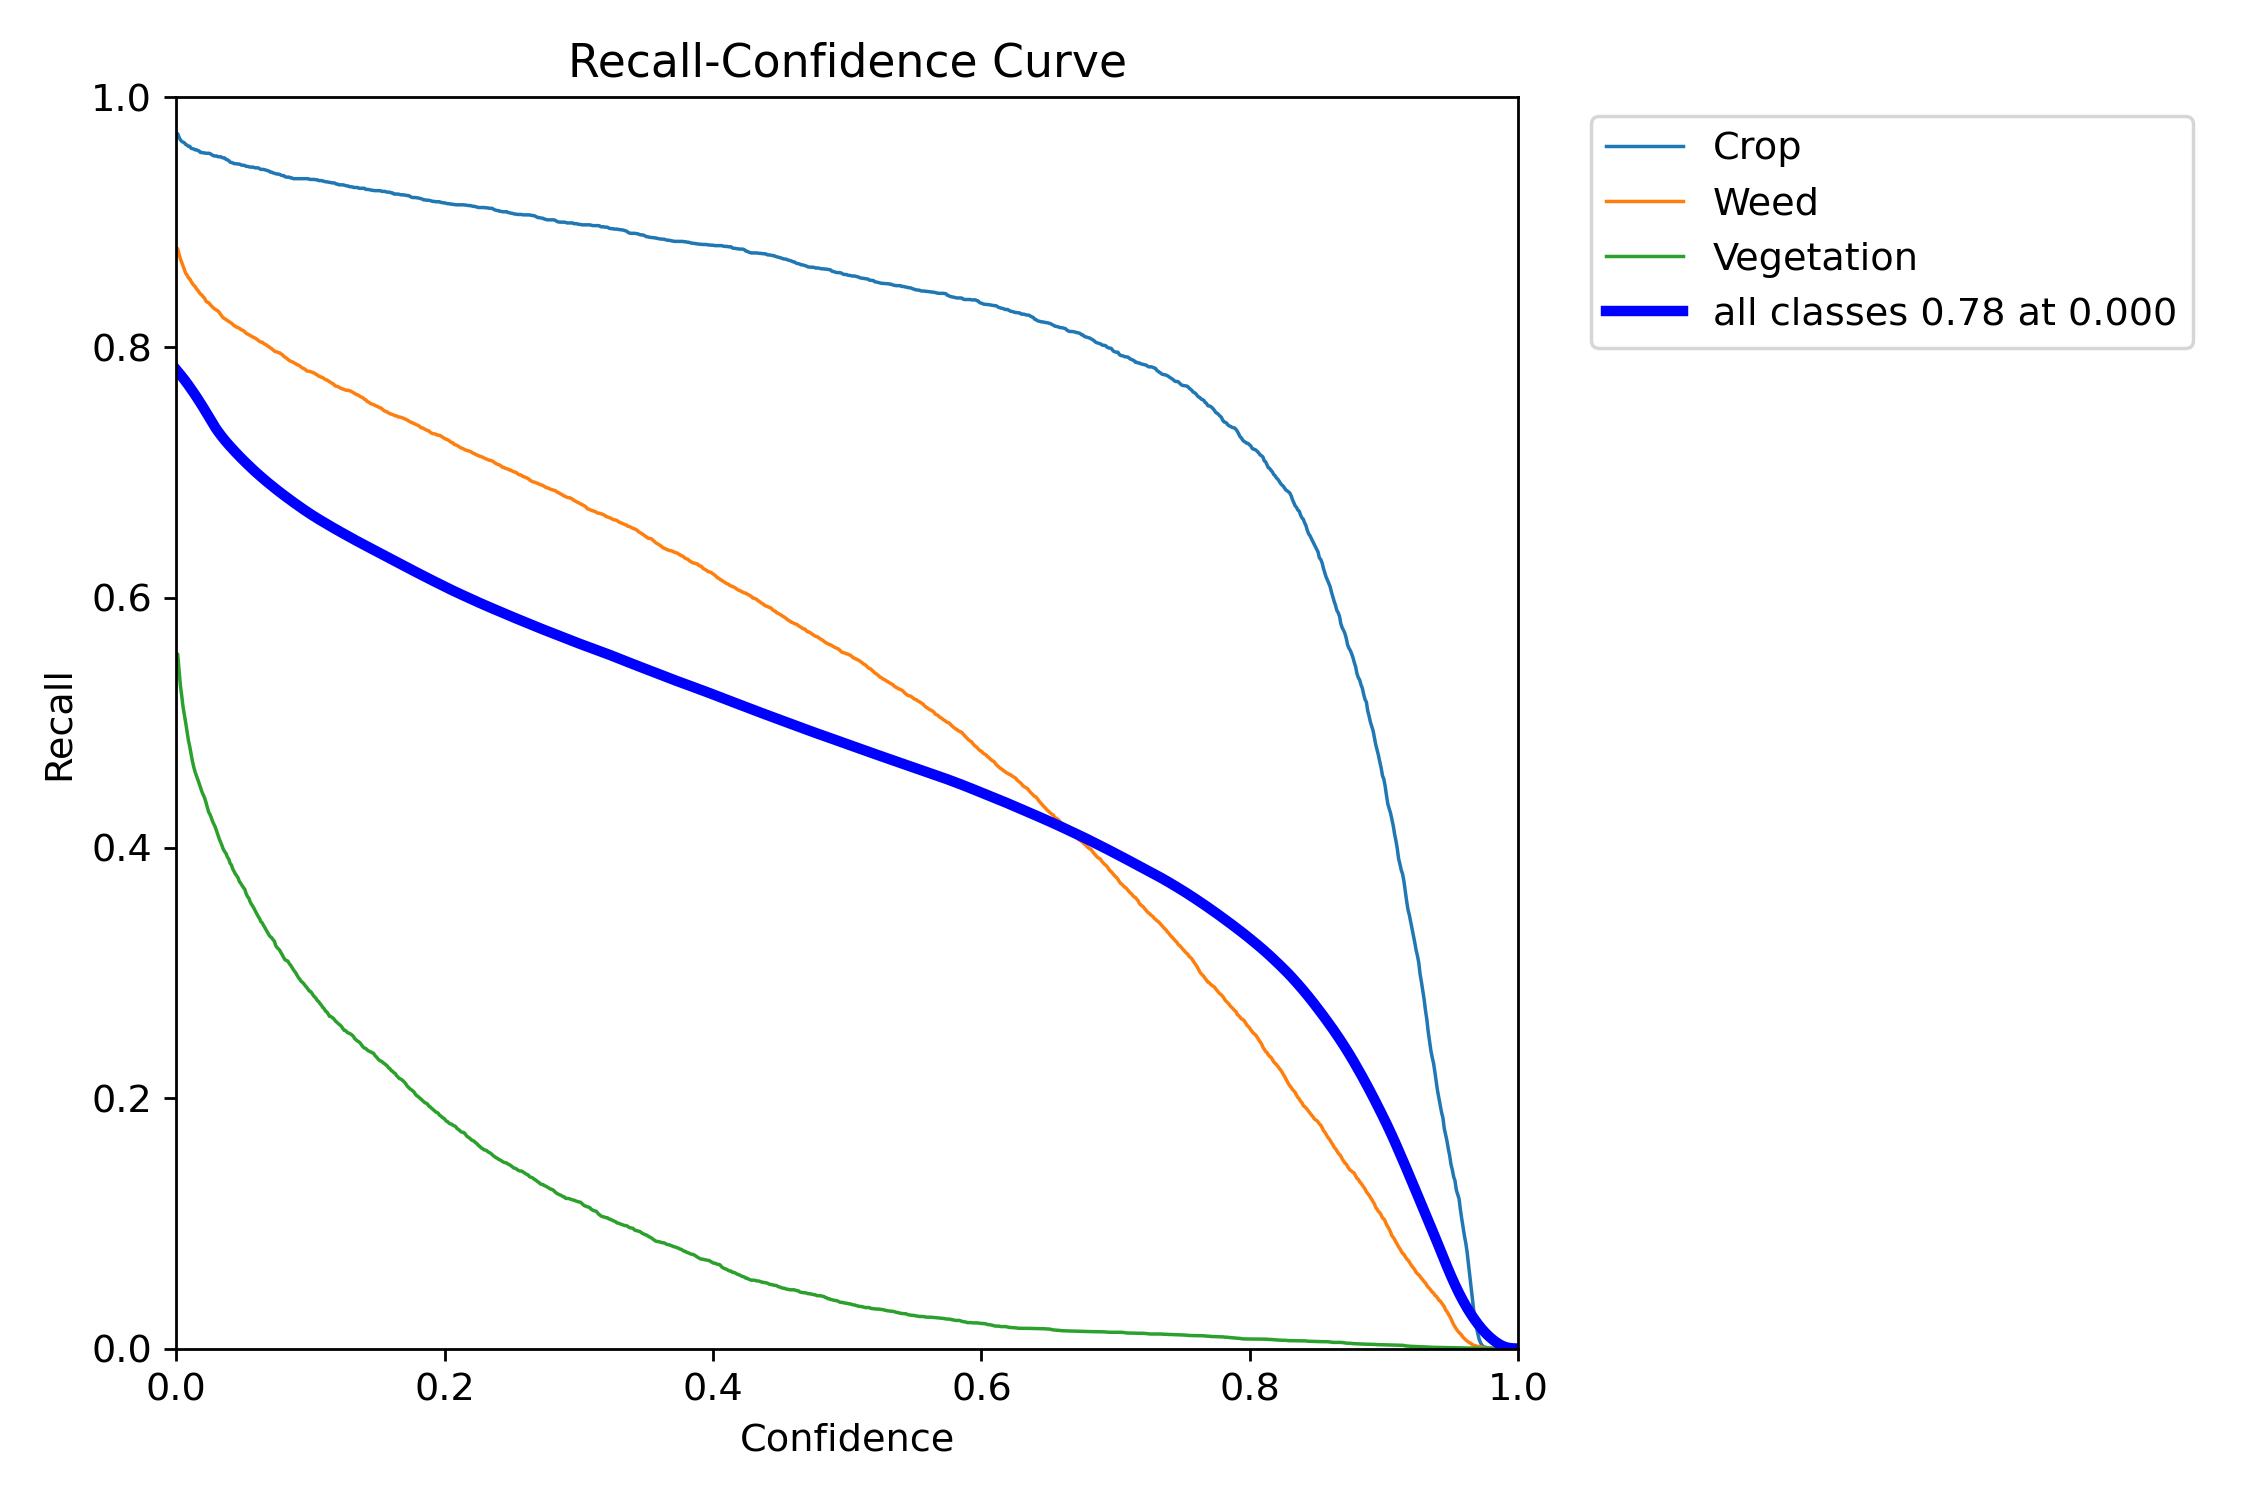 Recall-Confidence Curve
1.0
0.8
0.6
0.4
0.2
0.0
Recall
0.0 0.2 0.4 0.6 0.8 1.0
Confidence
Crop
Weed
Vegetation
all classes 0.78 at 0.000